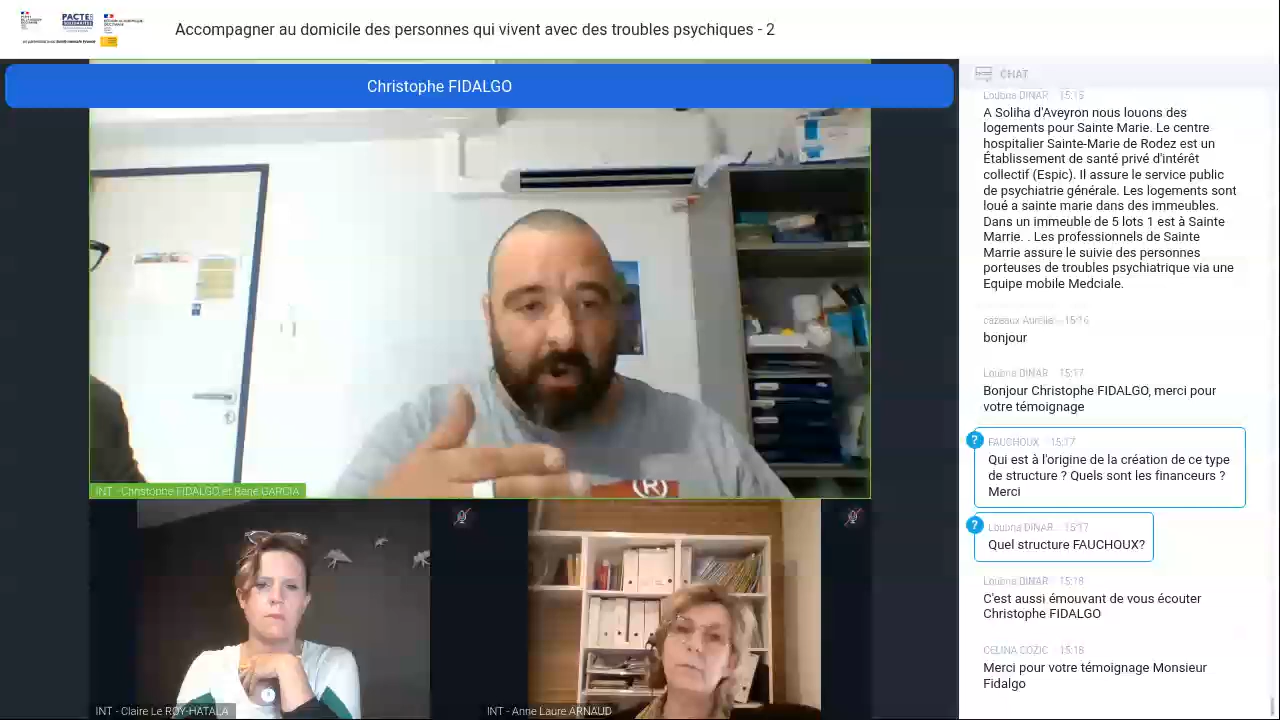 PACTE
SOLIDARITÉS
Accompagner au domicile des personnes vivant avec des troubles psychiques - 2
Christophe FIDALGO
CHAT
Loubna DINAR 15:15
A Soliha d'Aveyron nous louons des
logements pour Sainte Marie. Le centre
hospitalier Sainte-Marie de Rodez est un
Établissement de santé privé d'intérêt
collectif (Espic). Il assure le service public
de psychiatrie générale. Les logements sont
loué a sainte marie dans des immeubles.
Dans un immeuble de 5 lots 1 est à Sainte
Marrie. . Les professionnels de Sainte
Marrie assure le suivie des personnes
porteuses de troubles psychiatrique via une
Equipe mobile Medciale.
cazeaux Aurélie 15:16
bonjour
Loubna DINAR 15:17
Bonjour Christophe FIDALGO, merci pour
votre témoignage
? FAUCHOUX 15:17
Qui est à l'origine de la création de ce type
de structure ? Quels sont les financeurs ?
Merci
? Loubna DINAR 15:17
Quel structure FAUCHOUX?
Loubna DINAR 15:18
C'est aussi émouvant de vous écouter
Christophe FIDALGO
CELINA COZIC 15:18
Merci pour votre témoignage Monsieur
Fidalgo
INT - Christophe FIDALGO et René GARCIA
®
INT - Claire Le ROY-HATALA
INT - Anne Laure ARNAUD